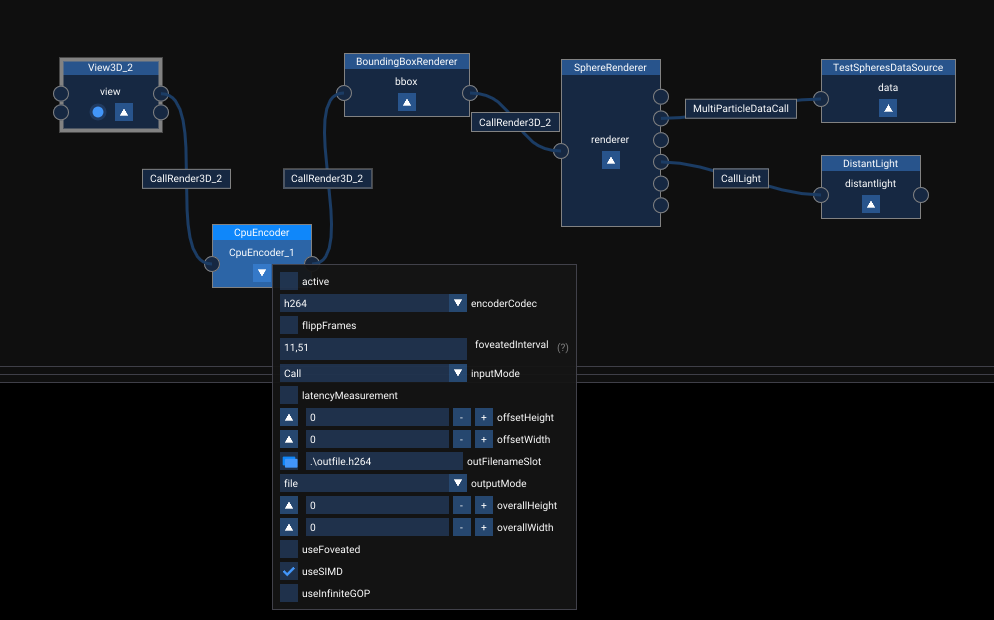 View3D_2
view
BoundingBoxRenderer
bbox
SphereRenderer
renderer
TestSpheresDataSource
data
MultiParticleDataCall
CallRender3D_2
DistantLight
distantlight
CallLight
CallRender3D_2
CallRender3D_2
CpuEncoder
CpuEncoder_1
active
h264 encoderCodec
flippFrames
11,51 foveatedInterval (?)
Call inputMode
latencyMeasurement
0 - + offsetHeight
0 - + offsetWidth
.\outfile.h264 outFilenameSlot
file outputMode
0 - + overallHeight
0 - + overallWidth
useFoveated
useSIMD
useInfiniteGOP